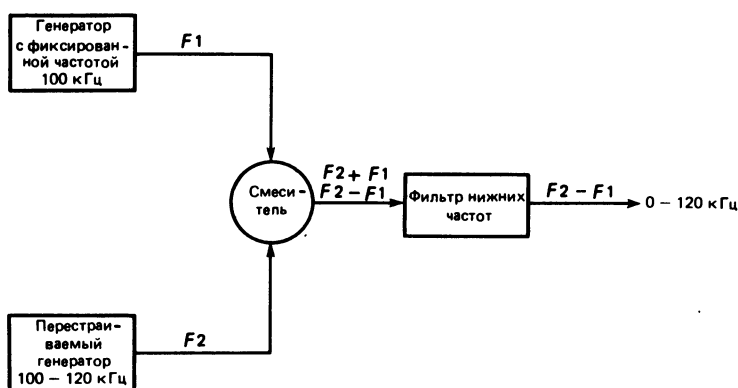 Генератор
с фиксирован-
ной частотой
100 кГц
F1
Смеси-
тель
F2 + F1
F2 – F1
Фильтр нижних
частот
F2 – F1
0 – 120 кГц
Перестраи-
ваемый
генератор
100 – 120 кГц
F2